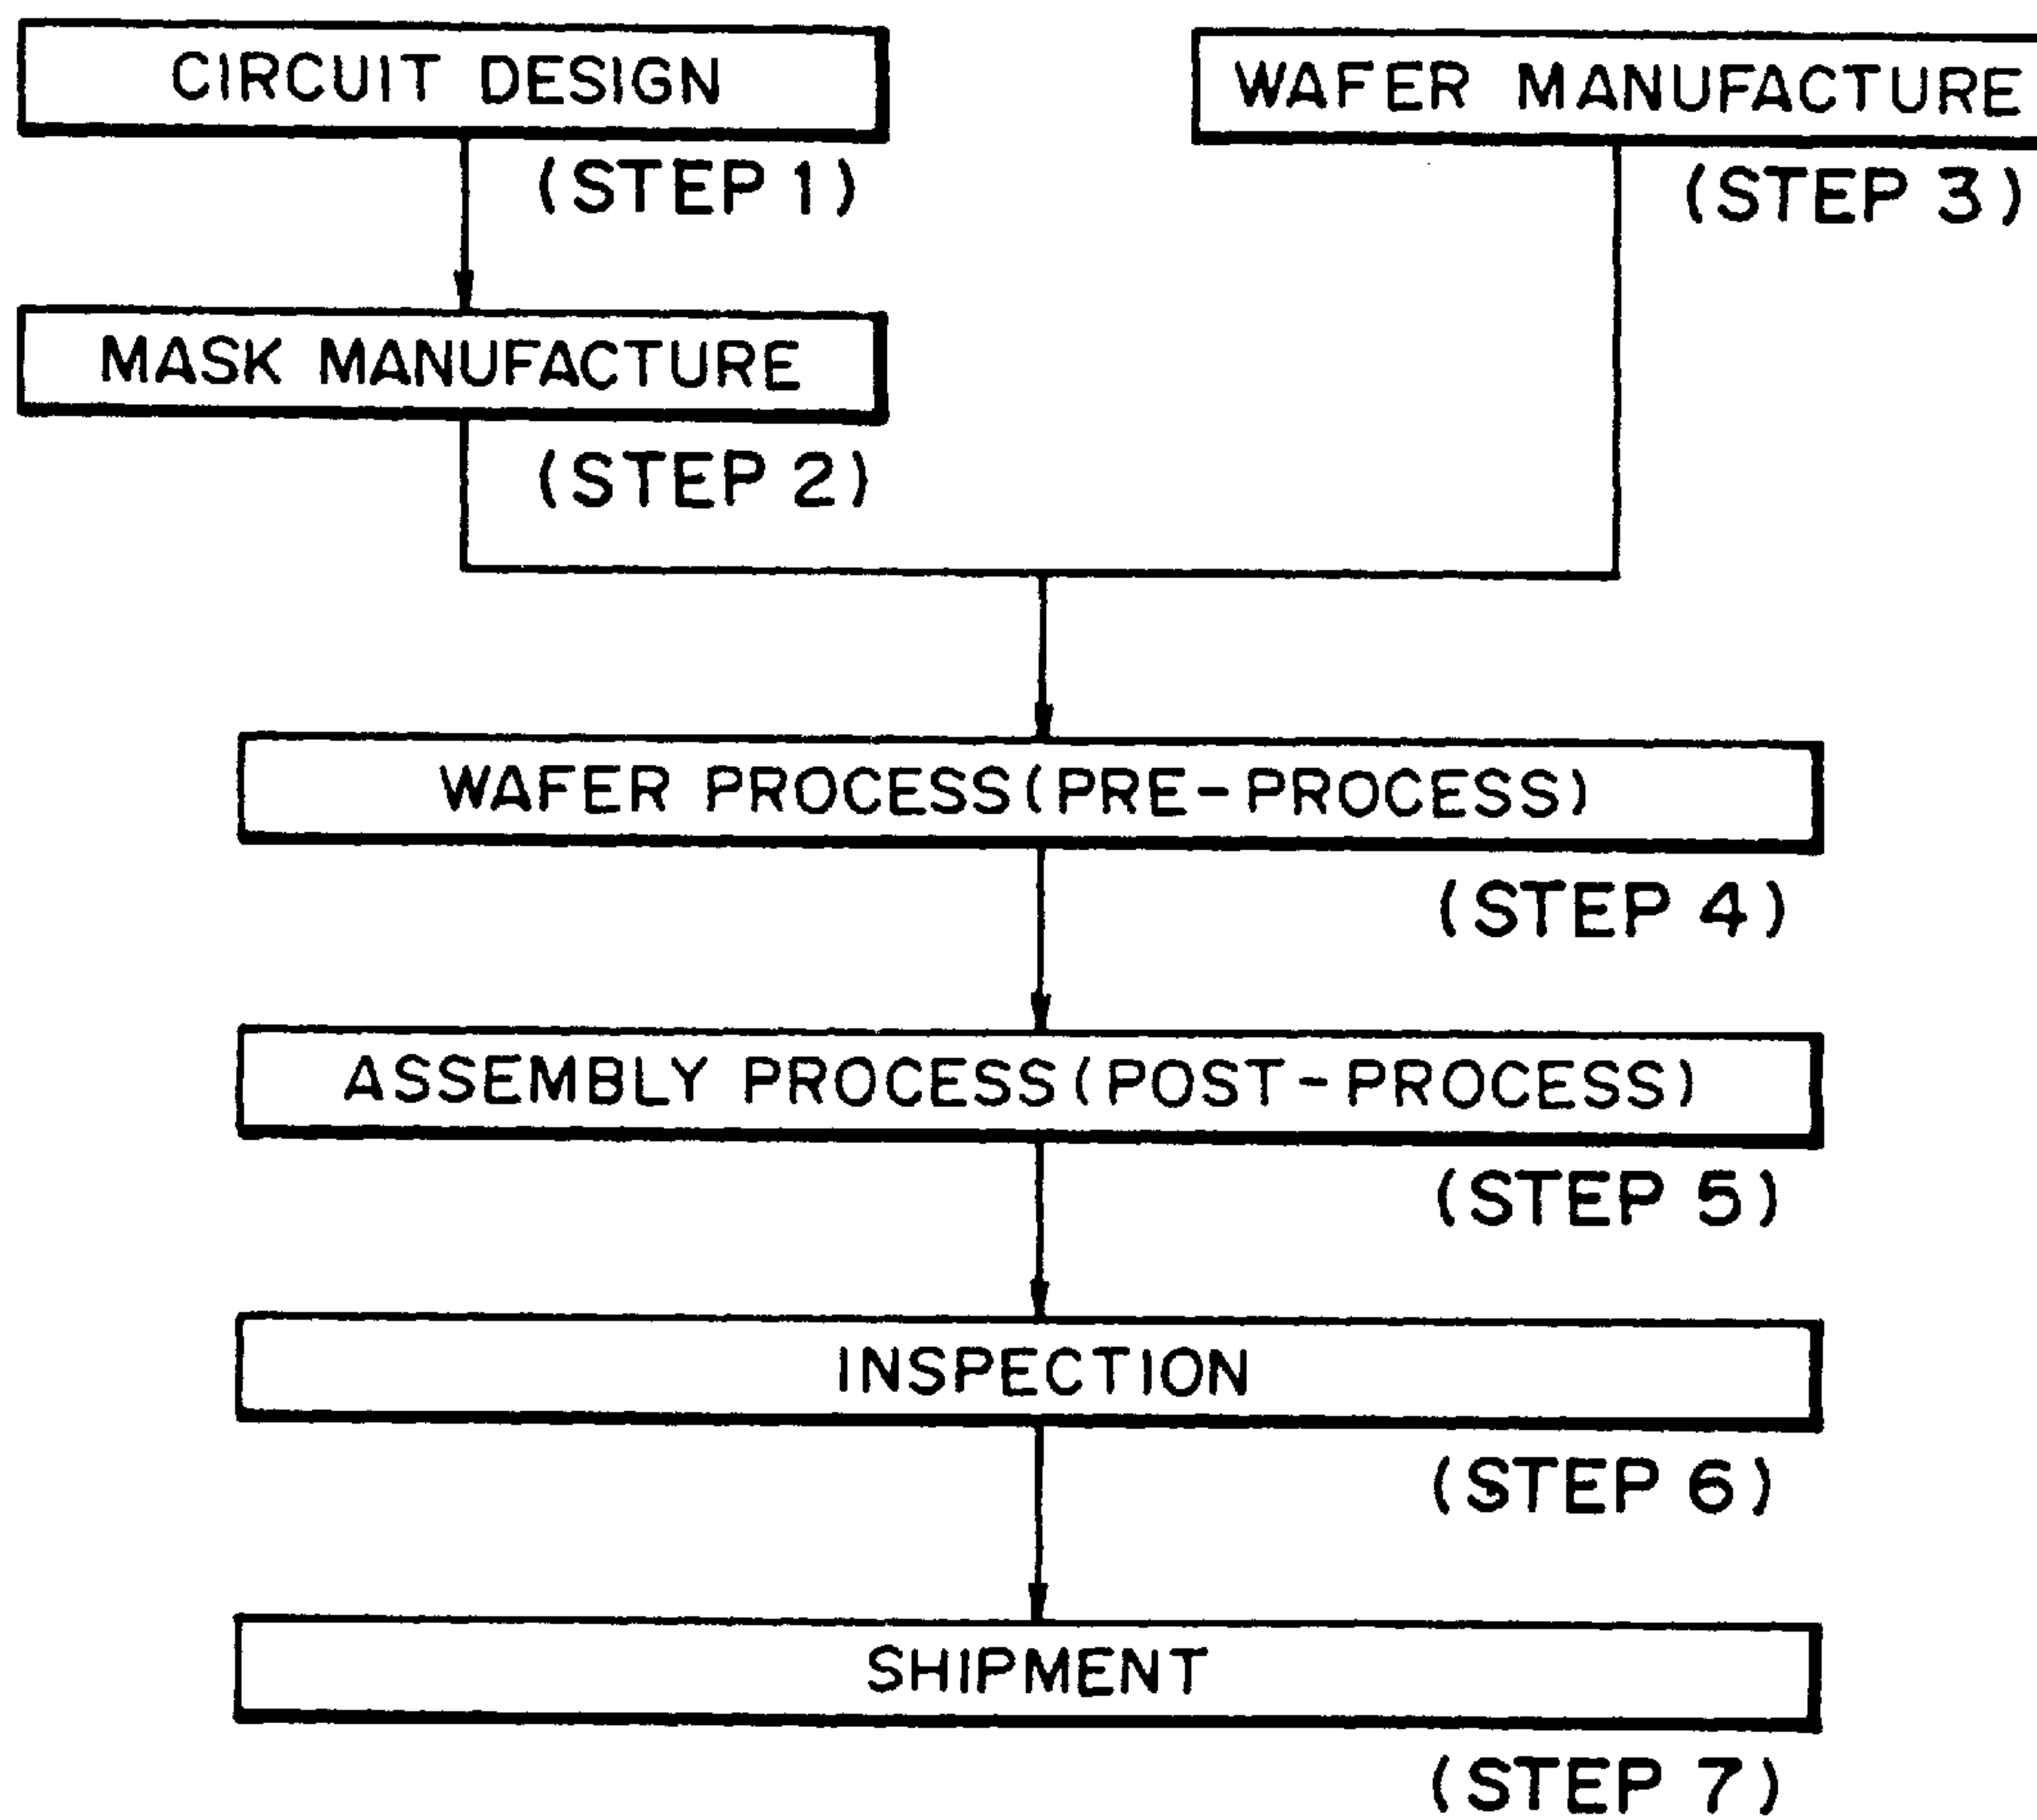 CIRCUIT DESIGN
(STEP 1)
MASK MANUFACTURE
(STEP 2)
WAFER MANUFACTURE
(STEP 3)
WAFER PROCESS(PRE-PROCESS)
(STEP 4)
ASSEMBLY PROCESS(POST-PROCESS)
(STEP 5)
INSPECTION
(STEP 6)
SHIPMENT
(STEP 7)